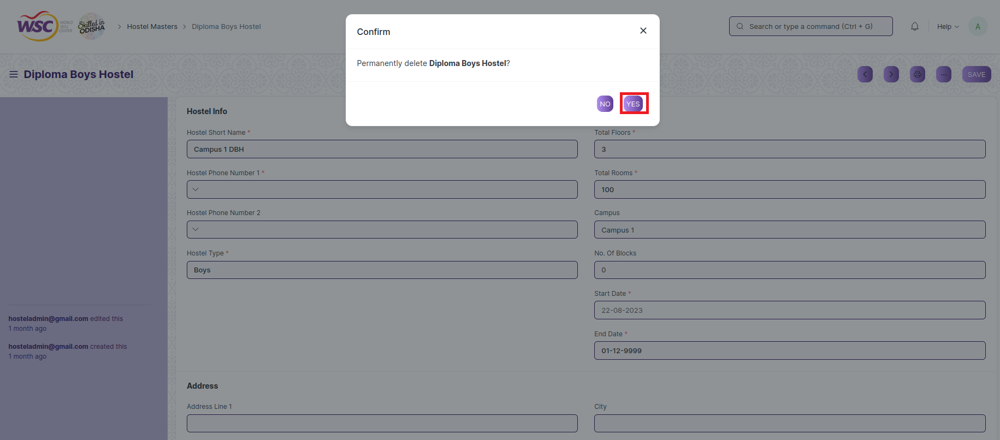 WSC
WORLD
SKILL
CENTER
Skilled in
ODISHA
Hostel Masters
Diploma Boys Hostel
Search or type a command (Ctrl + G)
Help
A
Confirm
Permanently delete Diploma Boys Hostel?
NO
YES
Diploma Boys Hostel
SAVE
hosteladmin@gmail.com edited this
1 month ago
hosteladmin@gmail.com created this
1 month ago
Hostel Info
Hostel Short Name *
Campus 1 DBH
Hostel Phone Number 1 *
Hostel Phone Number 2
Hostel Type *
Boys
Total Floors *
3
Total Rooms *
100
Campus
Campus 1
No. Of Blocks
0
Start Date *
22-08-2023
End Date *
01-12-9999
Address
Address Line 1
City